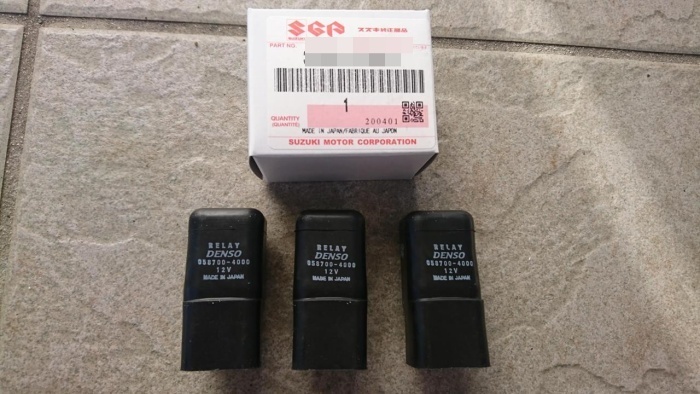 SGP スズキ純正部品
SUZUKI
PART NO.
1
QUANTITY
(QUANTITÉ)
200401
MADE IN JAPAN/FABRIQUE AU JAPON
SUZUKI MOTOR CORPORATION
RELAY
DENSO
056700-4000
12V
MADE IN JAPAN
RELAY
DENSO
056700-4000
12V
MADE IN JAPAN
RELAY
DENSO
056700-4000
12V
MADE IN JAPAN